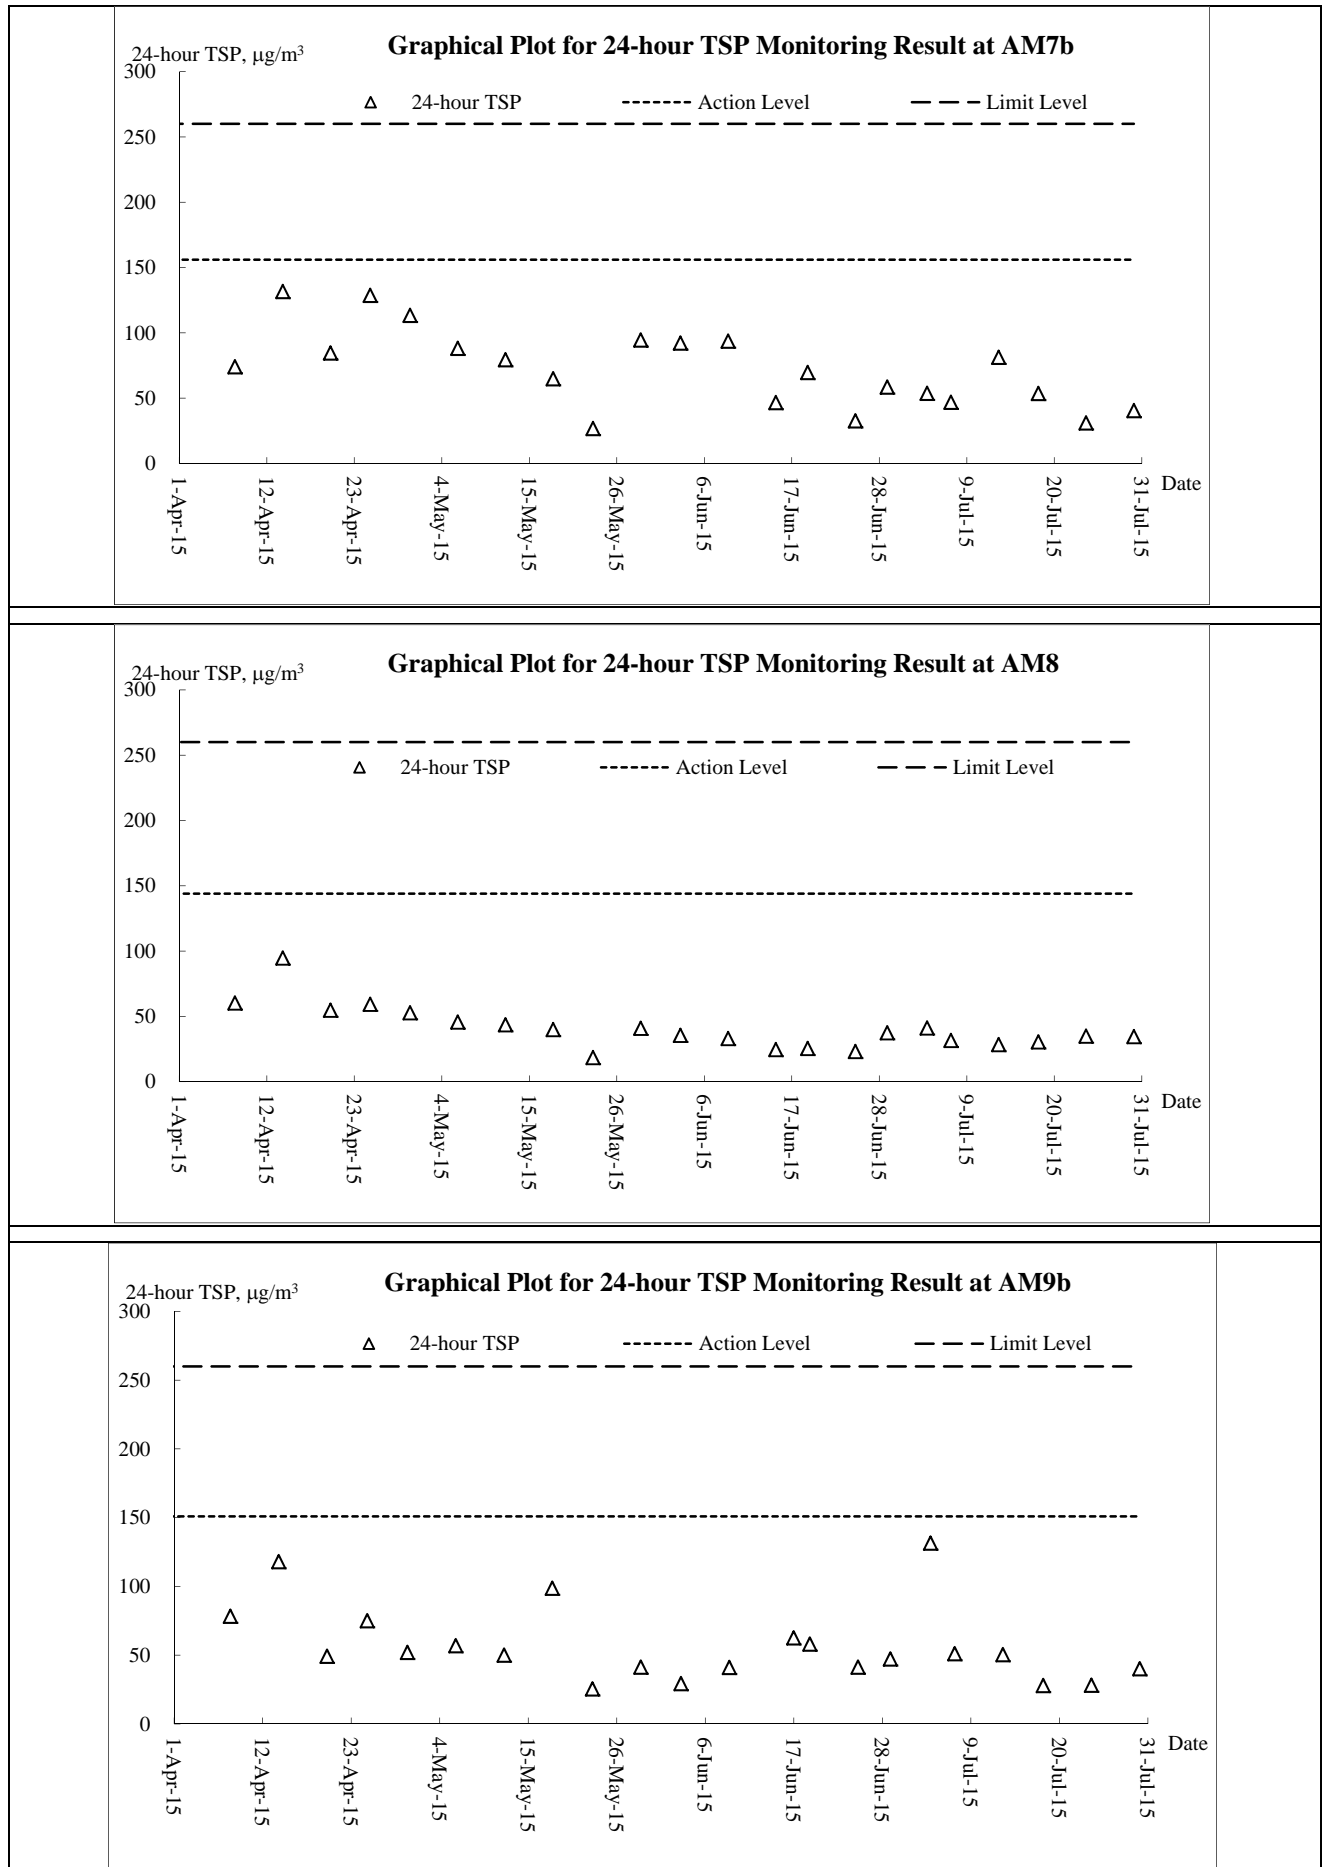 Graphical Plot for 24-hour TSP Monitoring Result at AM7b
24-hour TSP, μg/m³
24-hour TSP Action Level Limit Level
300
250
200
150
100
50
0
1-Apr-15 12-Apr-15 23-Apr-15 4-May-15 15-May-15 26-May-15 6-Jun-15 17-Jun-15 28-Jun-15 9-Jul-15 20-Jul-15 31-Jul-15 Date
Graphical Plot for 24-hour TSP Monitoring Result at AM8
24-hour TSP, μg/m³
300
250
24-hour TSP Action Level Limit Level
200
150
100
50
0
1-Apr-15 12-Apr-15 23-Apr-15 4-May-15 15-May-15 26-May-15 6-Jun-15 17-Jun-15 28-Jun-15 9-Jul-15 20-Jul-15 31-Jul-15 Date
Graphical Plot for 24-hour TSP Monitoring Result at AM9b
24-hour TSP, μg/m³
300
24-hour TSP Action Level Limit Level
250
200
150
100
50
0
1-Apr-15 12-Apr-15 23-Apr-15 4-May-15 15-May-15 26-May-15 6-Jun-15 17-Jun-15 28-Jun-15 9-Jul-15 20-Jul-15 31-Jul-15 Date